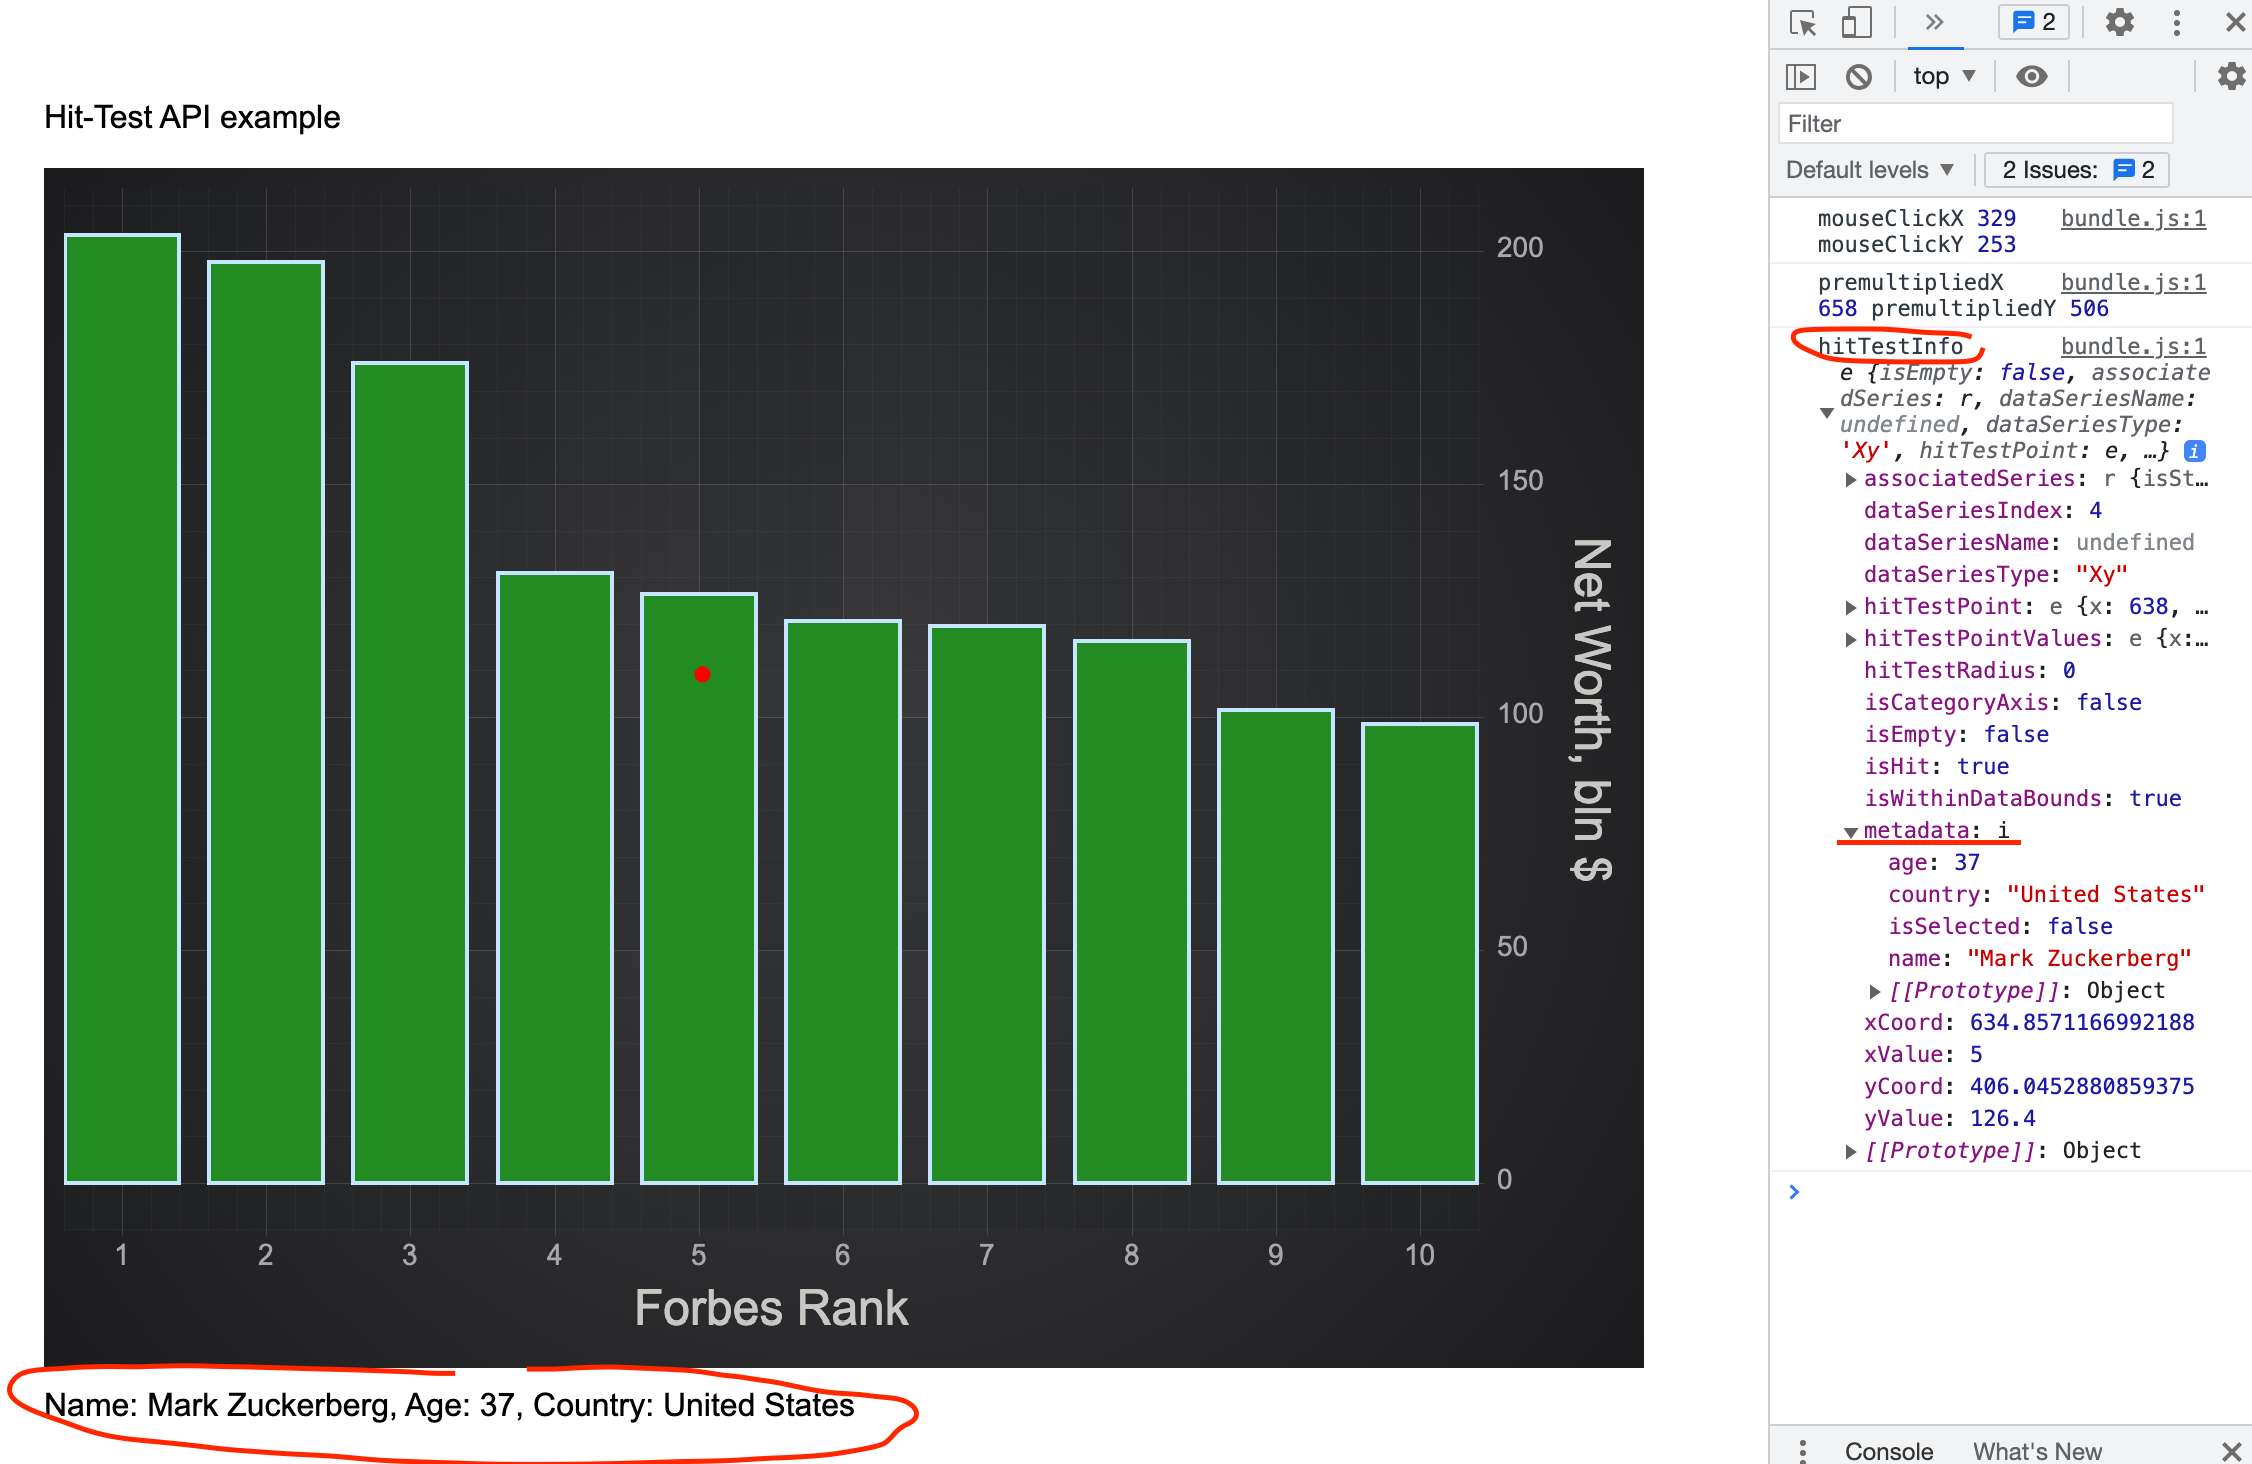 Hit-Test API example
200
150
100
50
0
Net Worth, bln $
1 2 3 4 5 6 7 8 9 10
Forbes Rank
Name: Mark Zuckerberg, Age: 37, Country: United States
2
top
Filter
Default levels
2 Issues: 2
mouseClickX 329 bundle.js:1
mouseClickY 253
premultipliedX bundle.js:1
658 premultipliedY 506
hitTestInfo bundle.js:1
e {isEmpty: false, associate
dSeries: r, dataSeriesName:
undefined, dataSeriesType:
'Xy', hitTestPoint: e, …} i
associatedSeries: r {isSt…
dataSeriesIndex: 4
dataSeriesName: undefined
dataSeriesType: "Xy"
hitTestPoint: e {x: 638, …
hitTestPointValues: e {x:…
hitTestRadius: 0
isCategoryAxis: false
isEmpty: false
isHit: true
isWithinDataBounds: true
metadata: i
age: 37
country: "United States"
isSelected: false
name: "Mark Zuckerberg"
[[Prototype]]: Object
xCoord: 634.8571166992188
xValue: 5
yCoord: 406.0452880859375
yValue: 126.4
[[Prototype]]: Object
Console What's New